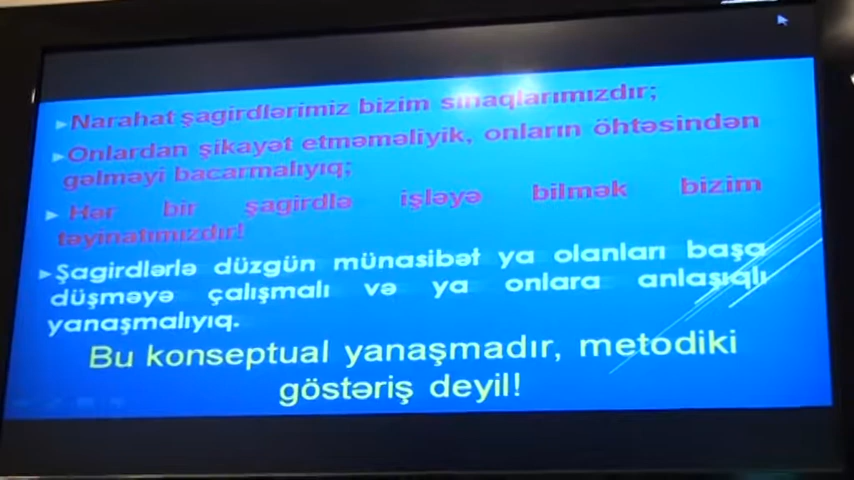 Narahat şagirdlərimiz bizim sınaqlarımızdır;
Onlardan şikayət etməməliyik, onların öhtəsindən
gəlməyi bacarmalıyıq;
Hər bir şagirdlə işləyə bilmək bizim
təyinatımızdır!
Şagirdlərlə düzgün münasibət ya olanları başa
düşməyə çalışmalı və ya onlara anlaşıqlı
yanaşmalıyıq.
Bu konseptual yanaşmadır, metodiki
göstəriş deyil!